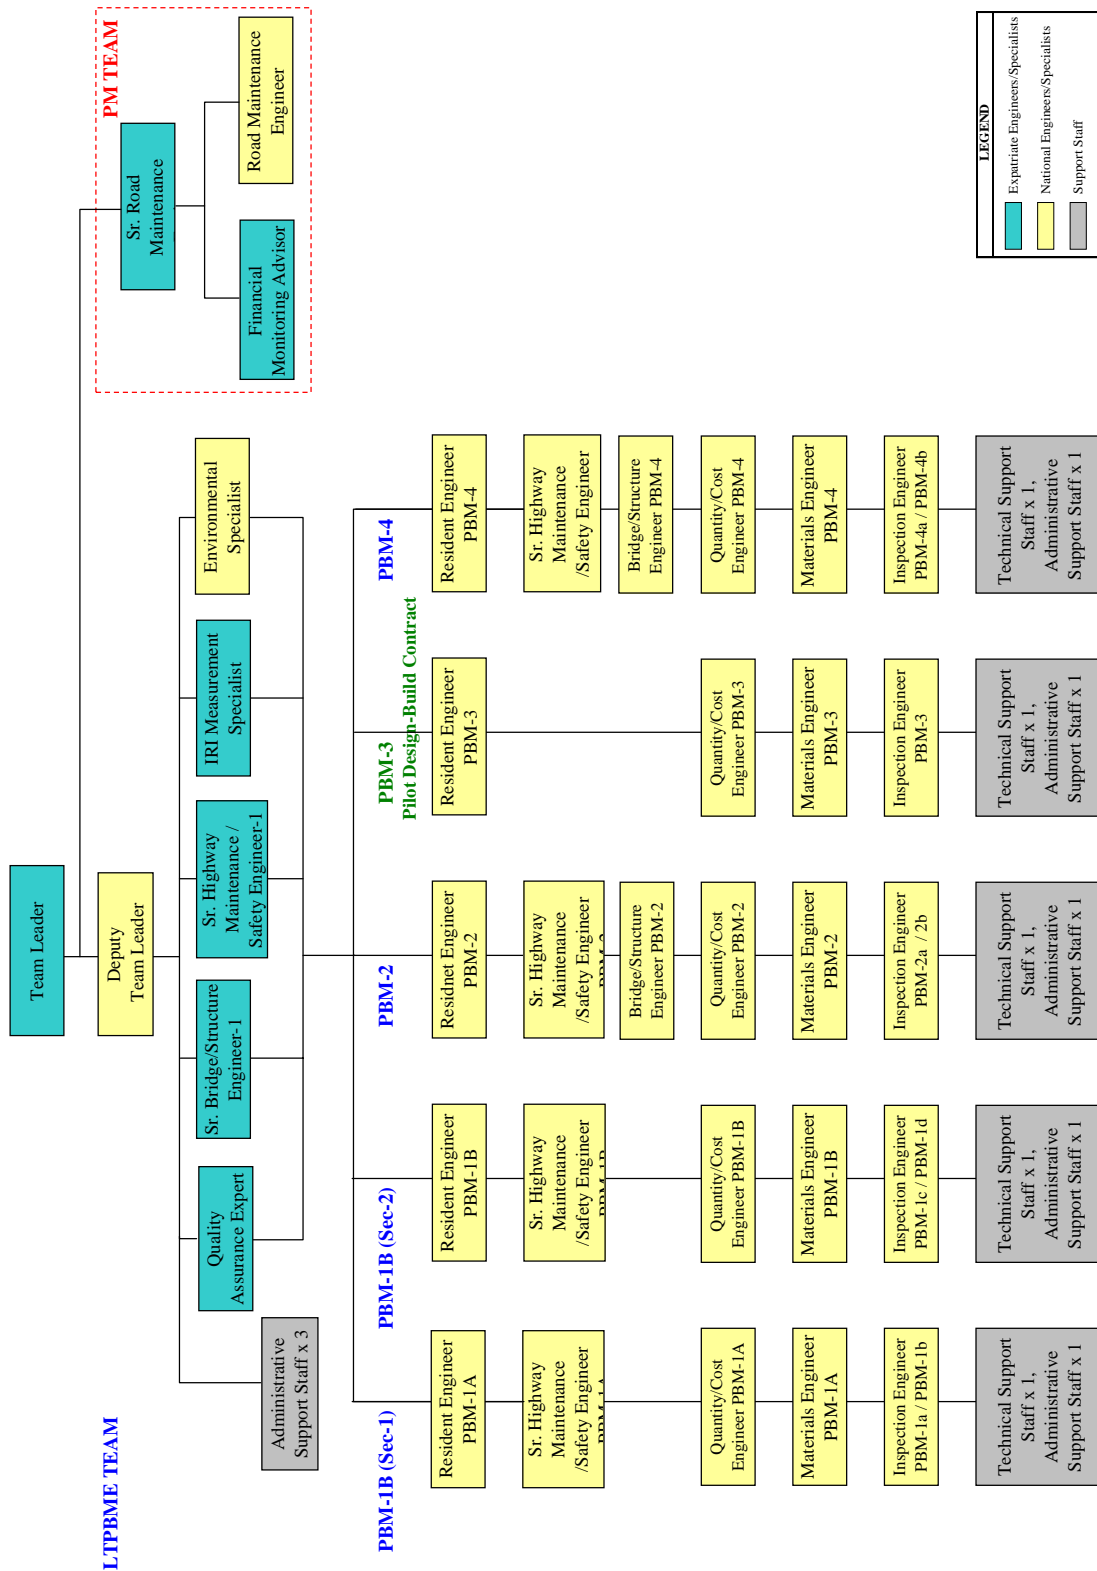 LTPBME TEAM
Team Leader
Deputy
Team Leader
PM TEAM
Sr. Road
Maintenance
Financial
Monitoring Advisor
Road Maintenance
Engineer
Administrative
Support Staff x 3
Quality
Assurance Expert
Sr. Bridge/Structure
Engineer-1
Sr. Highway
Maintenance /
Safety Engineer-1
IRI Measurement
Specialist
Environmental
Specialist
PBM-1B (Sec-1)
Resident Engineer
PBM-1A
Sr. Highway
Maintenance
/Safety Engineer
PBM-1A
Quantity/Cost
Engineer PBM-1A
Materials Engineer
PBM-1A
Inspection Engineer
PBM-1a / PBM-1b
Technical Support
Staff x 1,
Administrative
Support Staff x 1
PBM-1B (Sec-2)
Resident Engineer
PBM-1B
Sr. Highway
Maintenance
/Safety Engineer
PBM-1B
Quantity/Cost
Engineer PBM-1B
Materials Engineer
PBM-1B
Inspection Engineer
PBM-1c / PBM-1d
Technical Support
Staff x 1,
Administrative
Support Staff x 1
PBM-2
Residnet Engineer
PBM-2
Sr. Highway
Maintenance
/Safety Engineer
PBM-2
Bridge/Structure
Engineer PBM-2
Quantity/Cost
Engineer PBM-2
Materials Engineer
PBM-2
Inspection Engineer
PBM-2a / 2b
Technical Support
Staff x 1,
Administrative
Support Staff x 1
PBM-3
Pilot Design-Build Contract
Resident Engineer
PBM-3
Quantity/Cost
Engineer PBM-3
Materials Engineer
PBM-3
Inspection Engineer
PBM-3
Technical Support
Staff x 1,
Administrative
Support Staff x 1
PBM-4
Resident Engineer
PBM-4
Sr. Highway
Maintenance
/Safety Engineer
Bridge/Structure
Engineer PBM-4
Quantity/Cost
Engineer PBM-4
Materials Engineer
PBM-4
Inspection Engineer
PBM-4a / PBM-4b
Technical Support
Staff x 1,
Administrative
Support Staff x 1
LEGEND
Expatriate Engineers/Specialists
National Engineers/Specialists
Support Staff